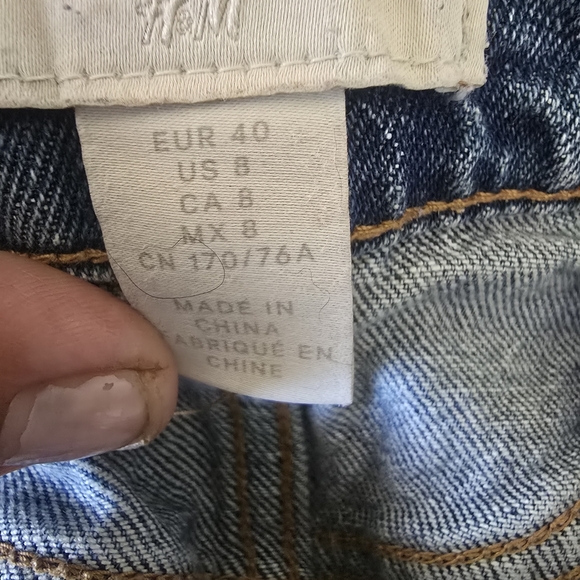 H&M
EUR 40
US 8
CA 8
MX 8
CN 170/76A
MADE IN
CHINA
FABRIQUÉ EN
CHINE